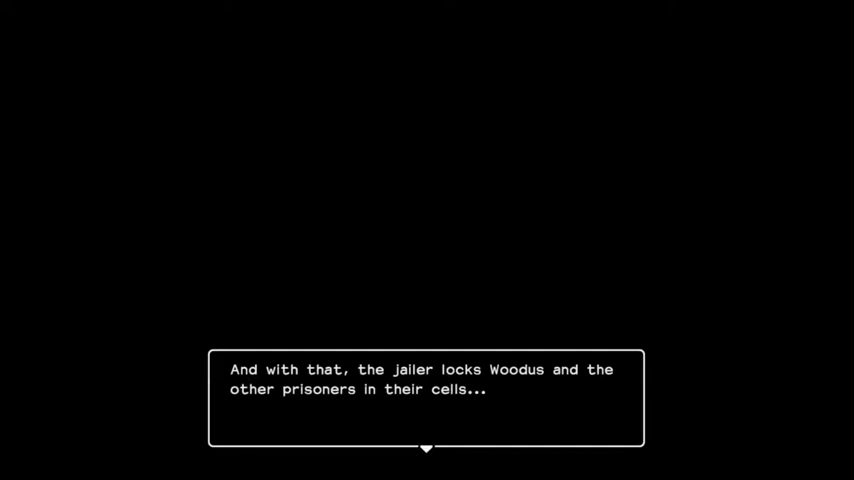 And with that, the jailer locks Woodus and the
other prisoners in their cells...